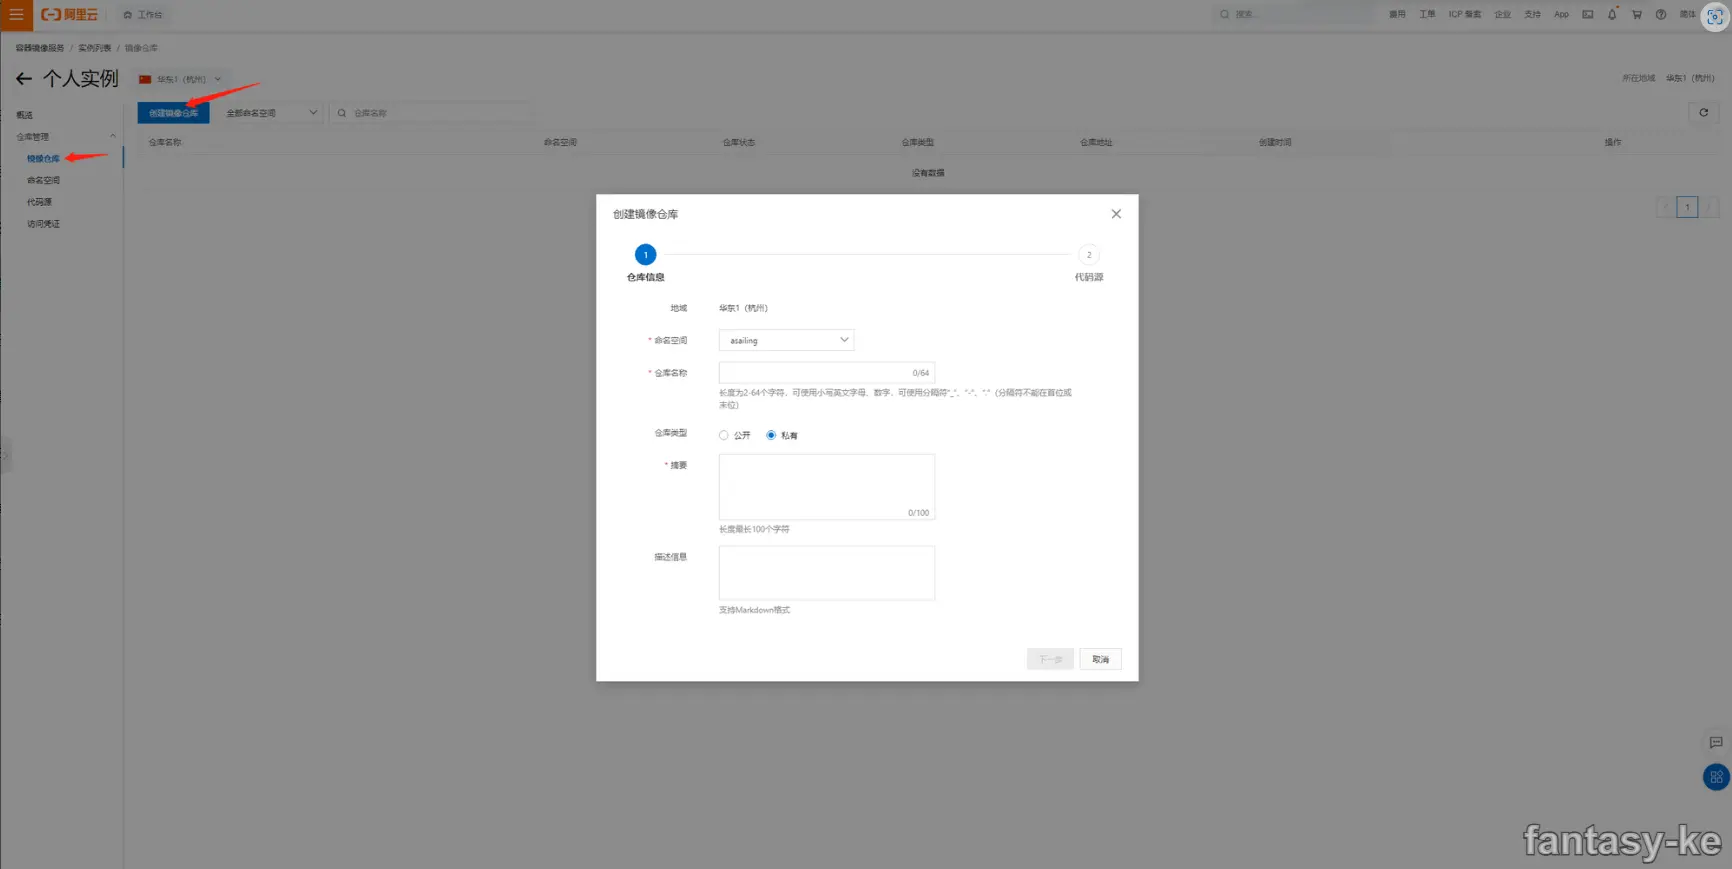 阿里云 工作台 搜索... 费用 工单 ICP 备案 企业 支持 App 简体
容器镜像服务 / 实例列表 / 镜像仓库
个人实例 华东1（杭州） 所在地域 华东1（杭州）
概览
仓库管理
镜像仓库
命名空间
代码源
访问凭证
创建镜像仓库 全部命名空间 仓库名称
仓库名称 命名空间 仓库状态 仓库类型 仓库地址 创建时间 操作
没有数据
1
创建镜像仓库
1 2
仓库信息 代码源
地域 华东1（杭州）
* 命名空间 asailing
* 仓库名称 0/64
长度为2-64个字符，可使用小写英文字母、数字，可使用分隔符"_"、"-"、"."（分隔符不能在首位或
末位）
仓库类型 公开 私有
* 摘要
0/100
长度最长100个字符
描述信息
支持Markdown格式
下一步 取消
fantasy-ke